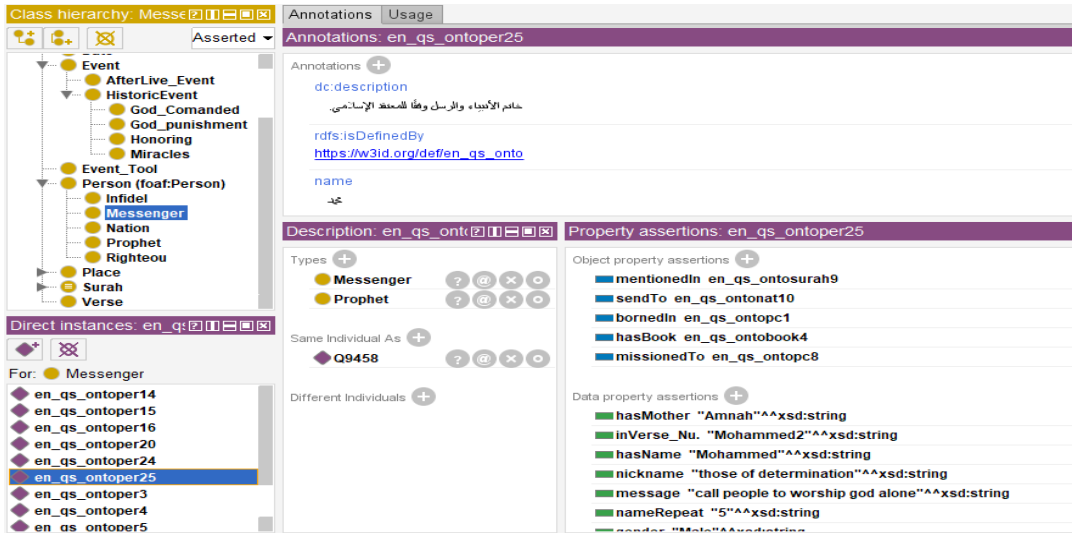 Class hierarchy: Messe
Asserted
Event
AfterLive_Event
HistoricEvent
God_Comanded
God_punishment
Honoring
Miracles
Event_Tool
Person (foaf:Person)
Infidel
Messenger
Nation
Prophet
Righteou
Place
Surah
Verse
Direct instances: en_q
For: Messenger
en_qs_ontoper14
en_qs_ontoper15
en_qs_ontoper16
en_qs_ontoper20
en_qs_ontoper24
en_qs_ontoper25
en_qs_ontoper3
en_qs_ontoper4
en_qs_ontoper5
Annotations Usage
Annotations: en_qs_ontoper25
Annotations
dc:description
خاتم الأنبياء والرسل وفقًا للمعتقد الإسلامي.
rdfs:isDefinedBy
https://w3id.org/def/en_qs_onto
name
محمد
Description: en_qs_ont
Types
Messenger
Prophet
Same Individual As
Q9458
Different Individuals
Property assertions: en_qs_ontoper25
Object property assertions
mentionedIn en_qs_ontosurah9
sendTo en_qs_ontonat10
bornedIn en_qs_ontopc1
hasBook en_qs_ontobook4
missionedTo en_qs_ontopc8
Data property assertions
hasMother "Amnah"^^xsd:string
inVerse_Nu. "Mohammed2"^^xsd:string
hasName "Mohammed"^^xsd:string
nickname "those of determination"^^xsd:string
message "call people to worship god alone"^^xsd:string
nameRepeat "5"^^xsd:string
gender "Male"^^xsd:string